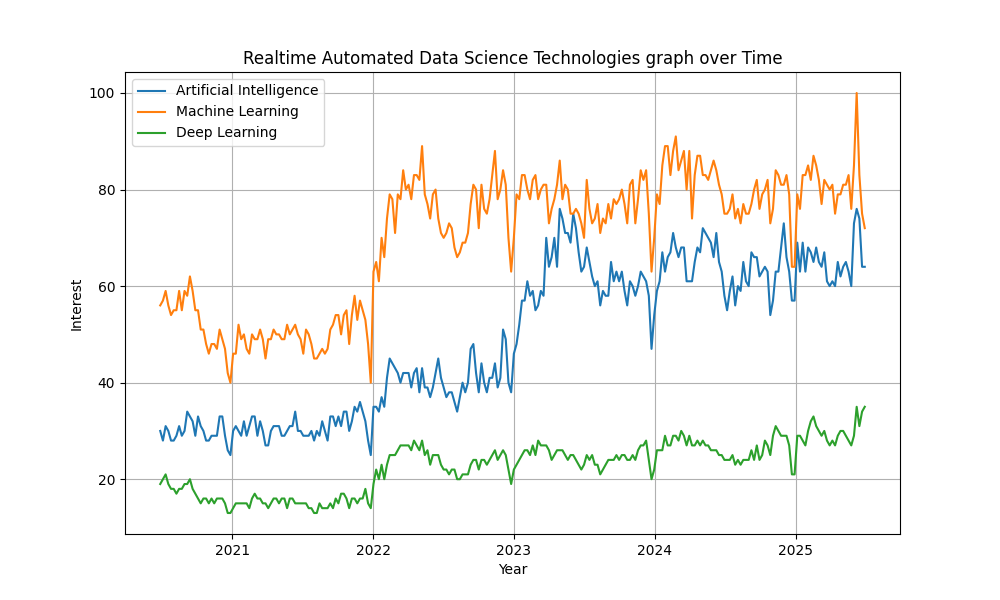 Realtime Automated Data Science Technologies graph over Time
Artificial Intelligence
Machine Learning
Deep Learning
100
80
60
40
20
Interest
2021 2022 2023 2024 2025
Year